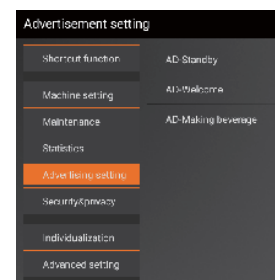 Advertisement setting
Shortcut function
Machine setting
Maintenance
Statistics
Advertising setting
Security&privacy
Individualization
Advanced setting
AD-Standby
AD-Welcome
AD-Making beverage